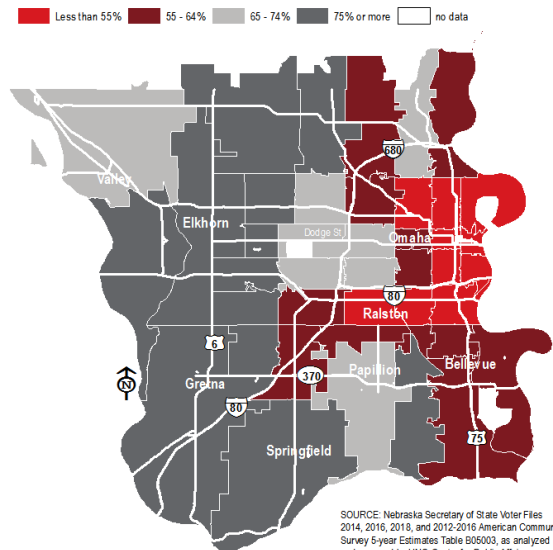 Less than 55% 55 - 64% 65 - 74% 75% or more no data
680
Valley
Elkhorn
Dodge St
Omaha
80
Ralston
6
N
Gretna
370
Papillion
Bellevue
80
75
Springfield
SOURCE: Nebraska Secretary of State Voter Files
2014, 2016, 2018, and 2012-2016 American Commun
Survey 5-year Estimates Table B05003, as analyzed